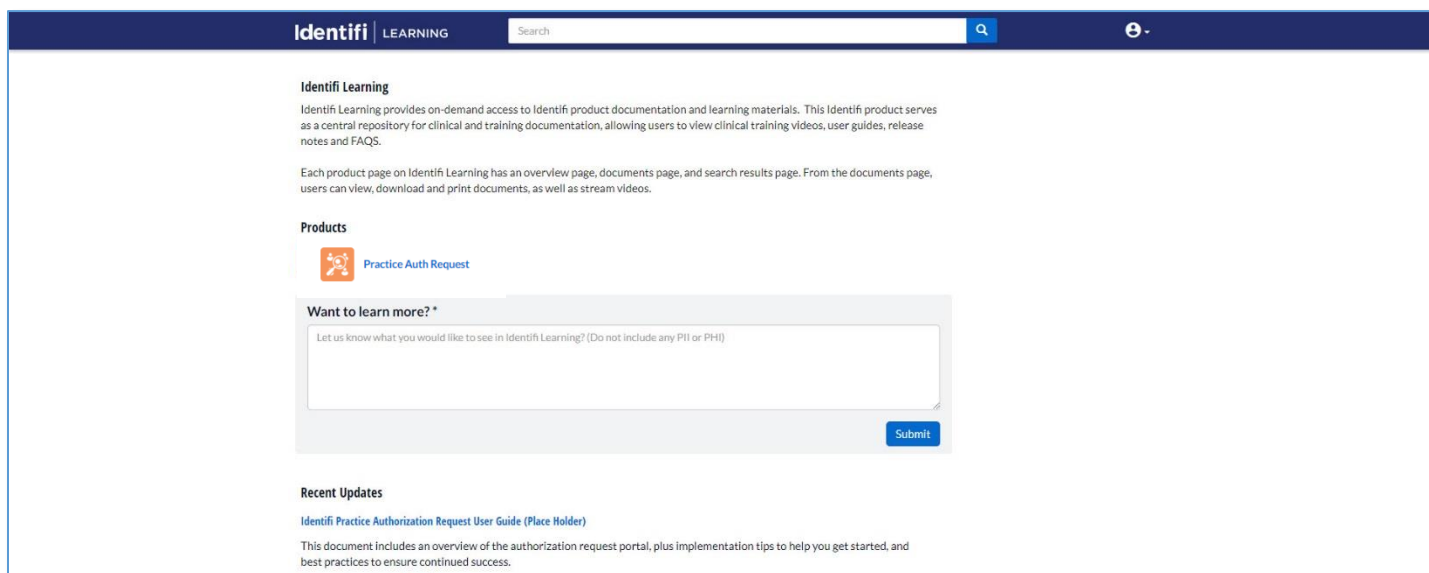 Identifi | LEARNING
Search
Identifi Learning
Identifi Learning provides on-demand access to Identifi product documentation and learning materials. This Identifi product serves
as a central repository for clinical and training documentation, allowing users to view clinical training videos, user guides, release
notes and FAQS.
Each product page on Identifi Learning has an overview page, documents page, and search results page. From the documents page,
users can view, download and print documents, as well as stream videos.
Products
Practice Auth Request
Want to learn more? *
Let us know what you would like to see in Identifi Learning? (Do not include any PII or PHI)
Submit
Recent Updates
Identifi Practice Authorization Request User Guide (Place Holder)
This document includes an overview of the authorization request portal, plus implementation tips to help you get started, and
best practices to ensure continued success.